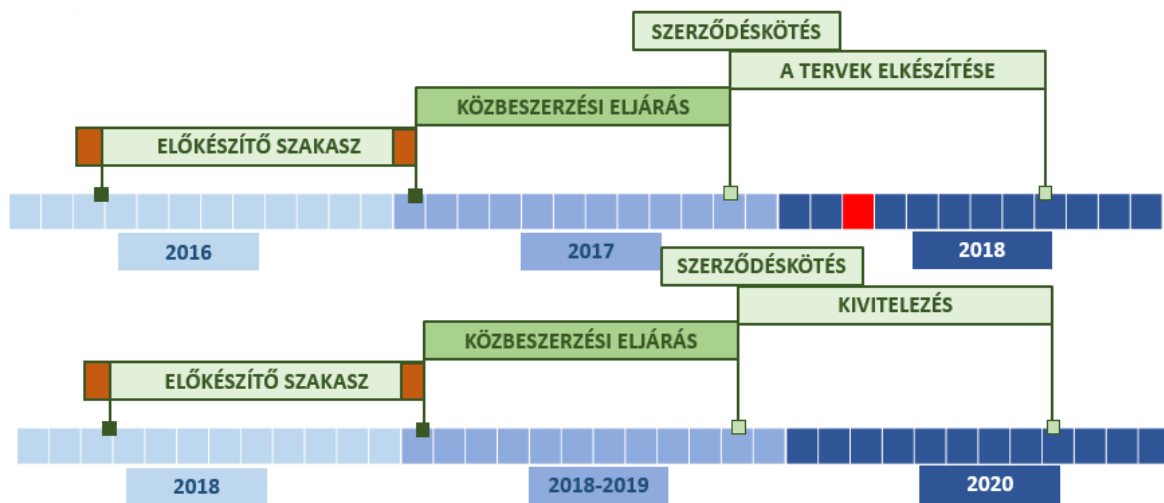 SZERZŐDÉSKÖTÉS
A TERVEK ELKÉSZÍTÉSE
KÖZBESZERZÉSI ELJÁRÁS
ELŐKÉSZÍTŐ SZAKASZ
2016
2017
2018
SZERZŐDÉSKÖTÉS
KIVITELEZÉS
KÖZBESZERZÉSI ELJÁRÁS
ELŐKÉSZÍTŐ SZAKASZ
2018
2018-2019
2020